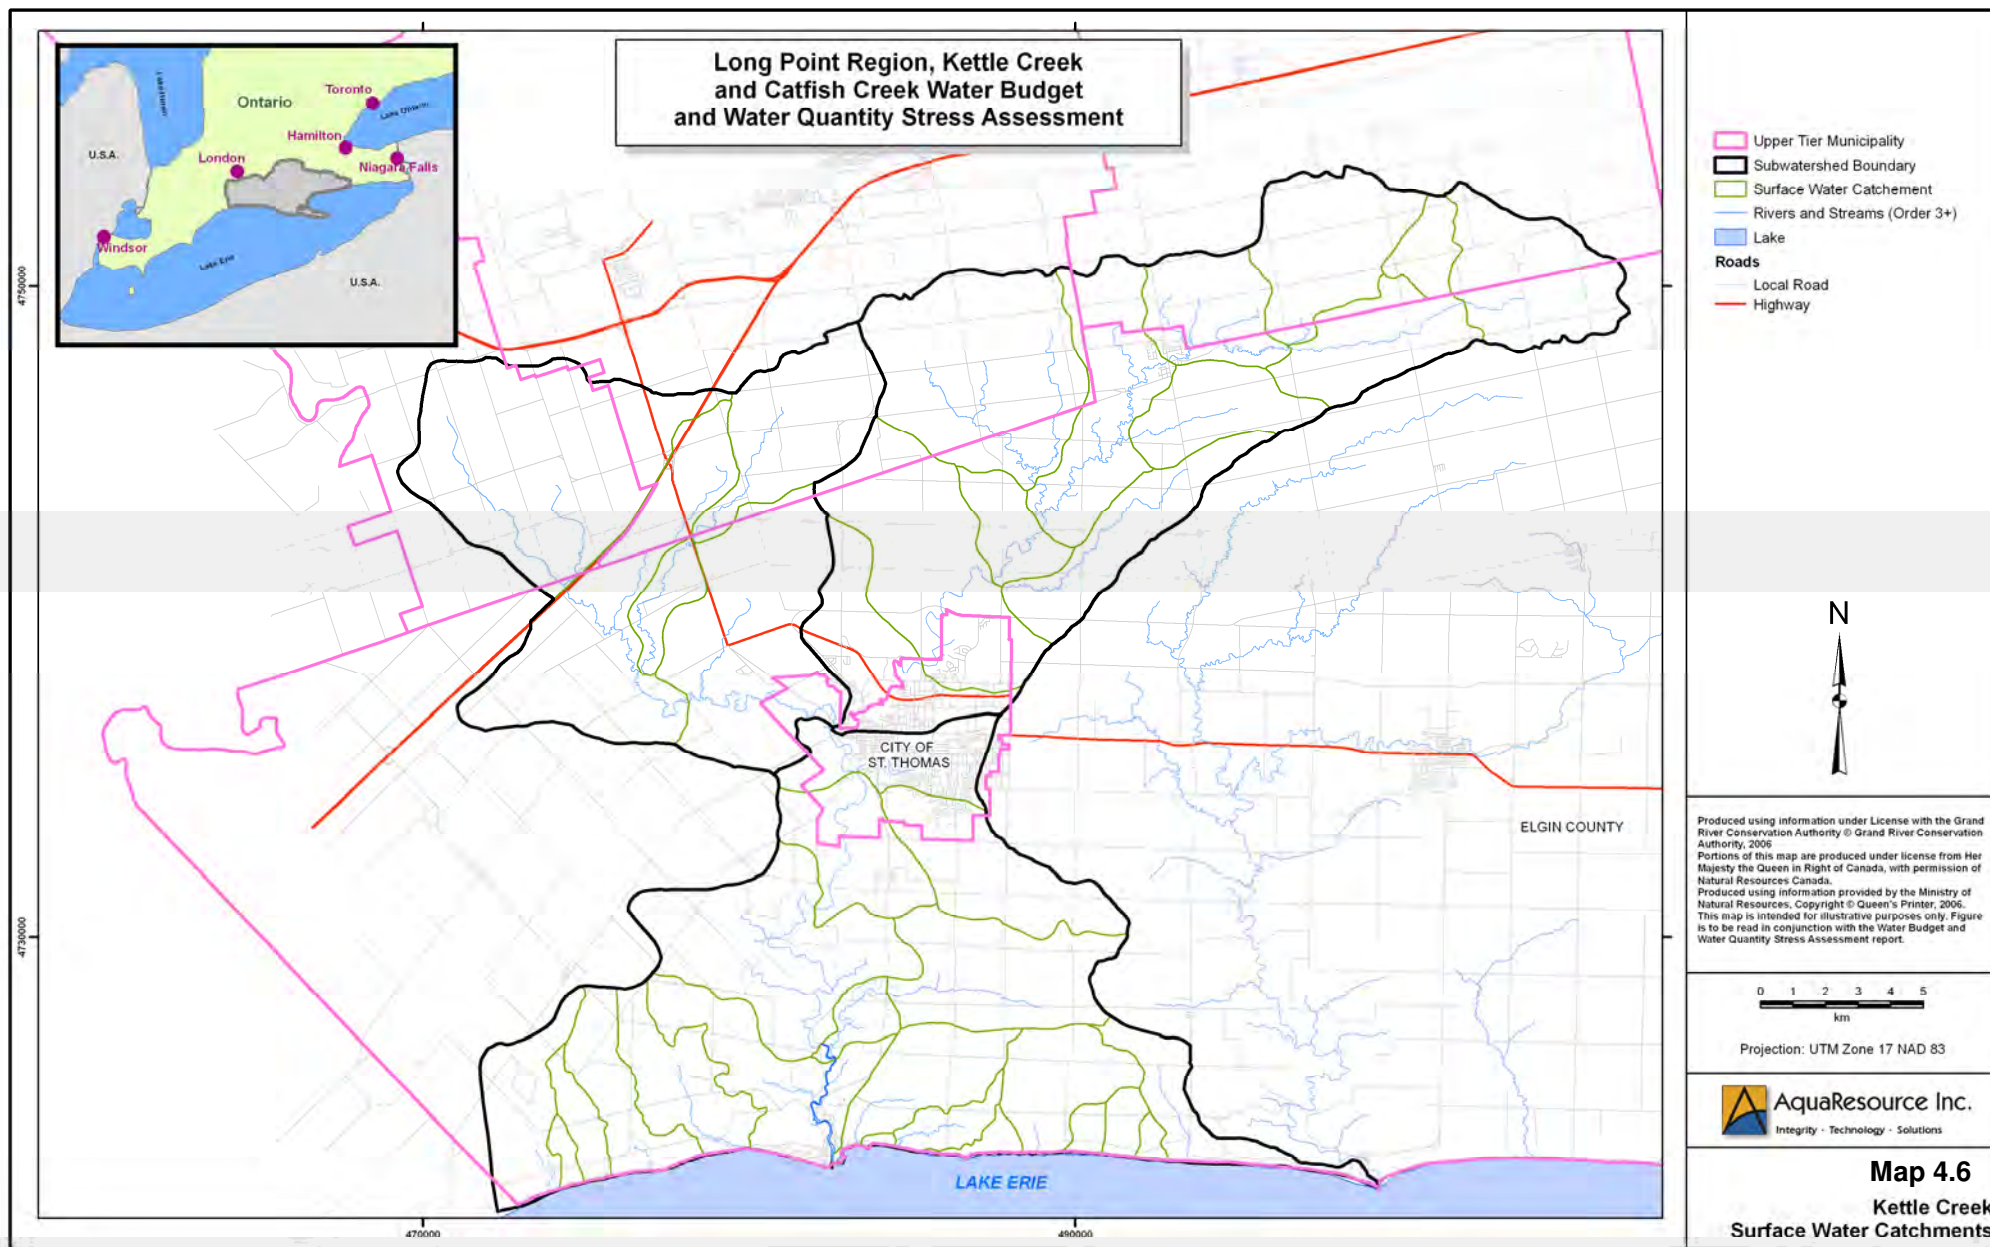 Long Point Region, Kettle Creek
and Catfish Creek Water Budget
and Water Quantity Stress Assessment
Ontario
Toronto
Lake Ontario
Hamilton
U.S.A.
London
Niagara Falls
Windsor
Lake Erie
U.S.A.
4750000
4730000
470000
490000
CITY OF
ST. THOMAS
ELGIN COUNTY
LAKE ERIE
Upper Tier Municipality
Subwatershed Boundary
Surface Water Catchement
Rivers and Streams (Order 3+)
Lake
Roads
Local Road
Highway
N
Produced using information under License with the Grand
River Conservation Authority © Grand River Conservation
Authority, 2006
Portions of this map are produced under license from Her
Majesty the Queen in Right of Canada, with permission of
Natural Resources Canada.
Produced using information provided by the Ministry of
Natural Resources, Copyright © Queen's Printer, 2006.
This map is intended for illustrative purposes only. Figure
is to be read in conjunction with the Water Budget and
Water Quantity Stress Assessment report.
0 1 2 3 4 5
km
Projection: UTM Zone 17 NAD 83
AquaResource Inc.
Integrity · Technology · Solutions
Map 4.6
Kettle Creek
Surface Water Catchments